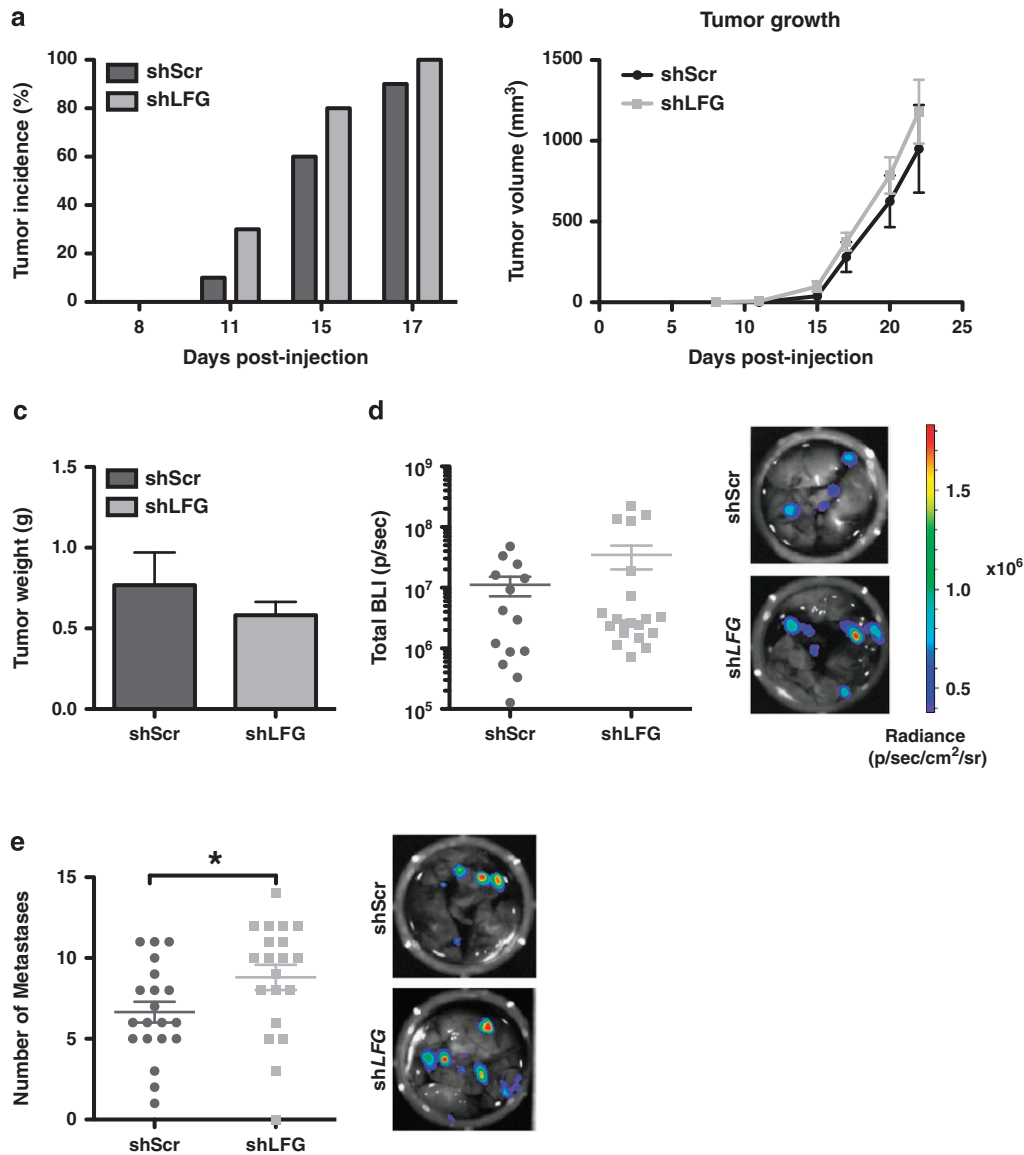 a
100
80
60
40
20
0
Tumor incidence (%)
shScr
shLFG
8 11 15 17
Days post-injection
b
Tumor growth
1500
1000
500
0
Tumor volume (mm³)
shScr
shLFG
0 5 10 15 20 25
Days post-injection
c
1.5
1.0
0.5
0.0
Tumor weight (g)
shScr
shLFG
shScr shLFG
d
10⁹
10⁸
10⁷
10⁶
10⁵
Total BLI (p/sec)
shScr shLFG
shScr
shLFG
1.5
1.0
0.5
x10⁶
Radiance
(p/sec/cm²/sr)
e
15
10
5
0
Number of Metastases
*
shScr shLFG
shScr
shLFG